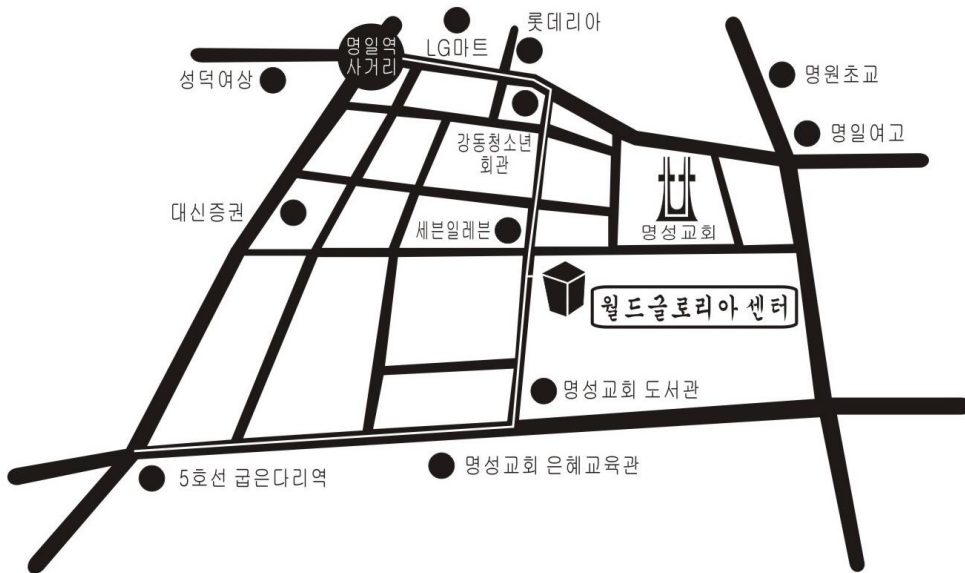 롯데리아
명일역
사거리
LG마트
성덕여상
명원초교
명일여고
강동청소년
회관
대신증권
세븐일레븐
명성교회
월드글로리아 센터
명성교회 도서관
5호선 굽은다리역
명성교회 은혜교육관